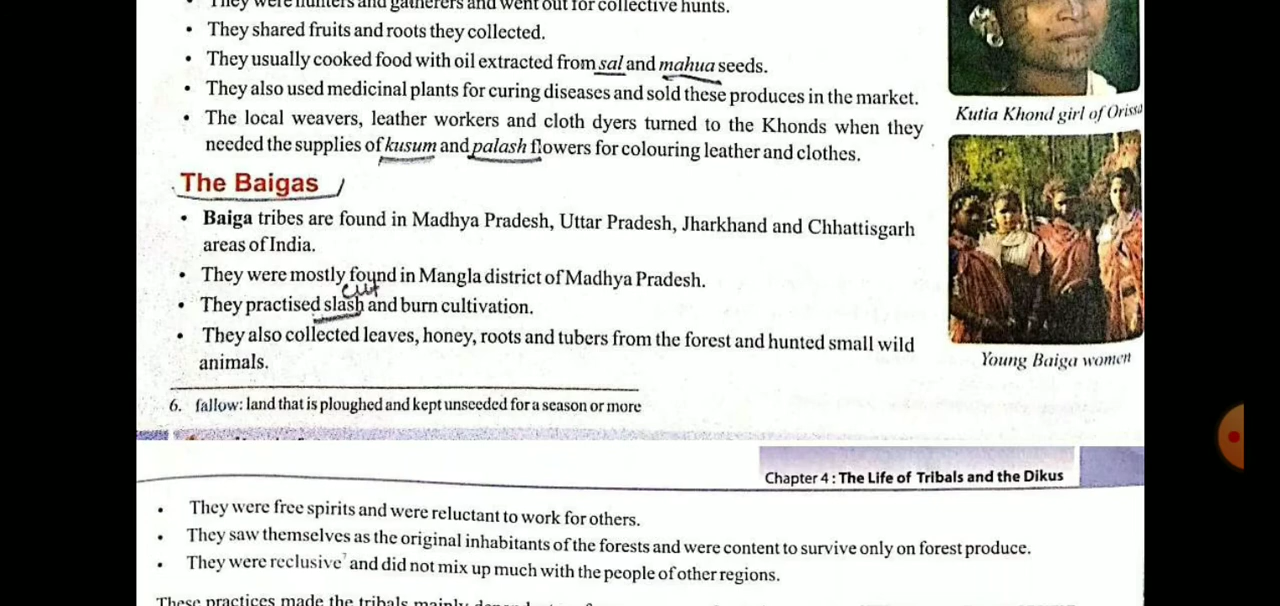 They were hunters and gatherers and went out for collective hunts.
• They shared fruits and roots they collected.
• They usually cooked food with oil extracted from sal and mahua seeds.
• They also used medicinal plants for curing diseases and sold these produces in the market.
• The local weavers, leather workers and cloth dyers turned to the Khonds when they
needed the supplies of kusum and palash flowers for colouring leather and clothes.
Kutia Khond girl of Orissa
The Baigas
• Baiga tribes are found in Madhya Pradesh, Uttar Pradesh, Jharkhand and Chhattisgarh
areas of India.
• They were mostly found in Mangla district of Madhya Pradesh.
cut
• They practised slash and burn cultivation.
• They also collected leaves, honey, roots and tubers from the forest and hunted small wild
animals.
Young Baiga women
6. fallow: land that is ploughed and kept unseeded for a season or more
Chapter 4 : The Life of Tribals and the Dikus
• They were free spirits and were reluctant to work for others.
• They saw themselves as the original inhabitants of the forests and were content to survive only on forest produce.
• They were reclusive7 and did not mix up much with the people of other regions.
These practices made the tribals mainly